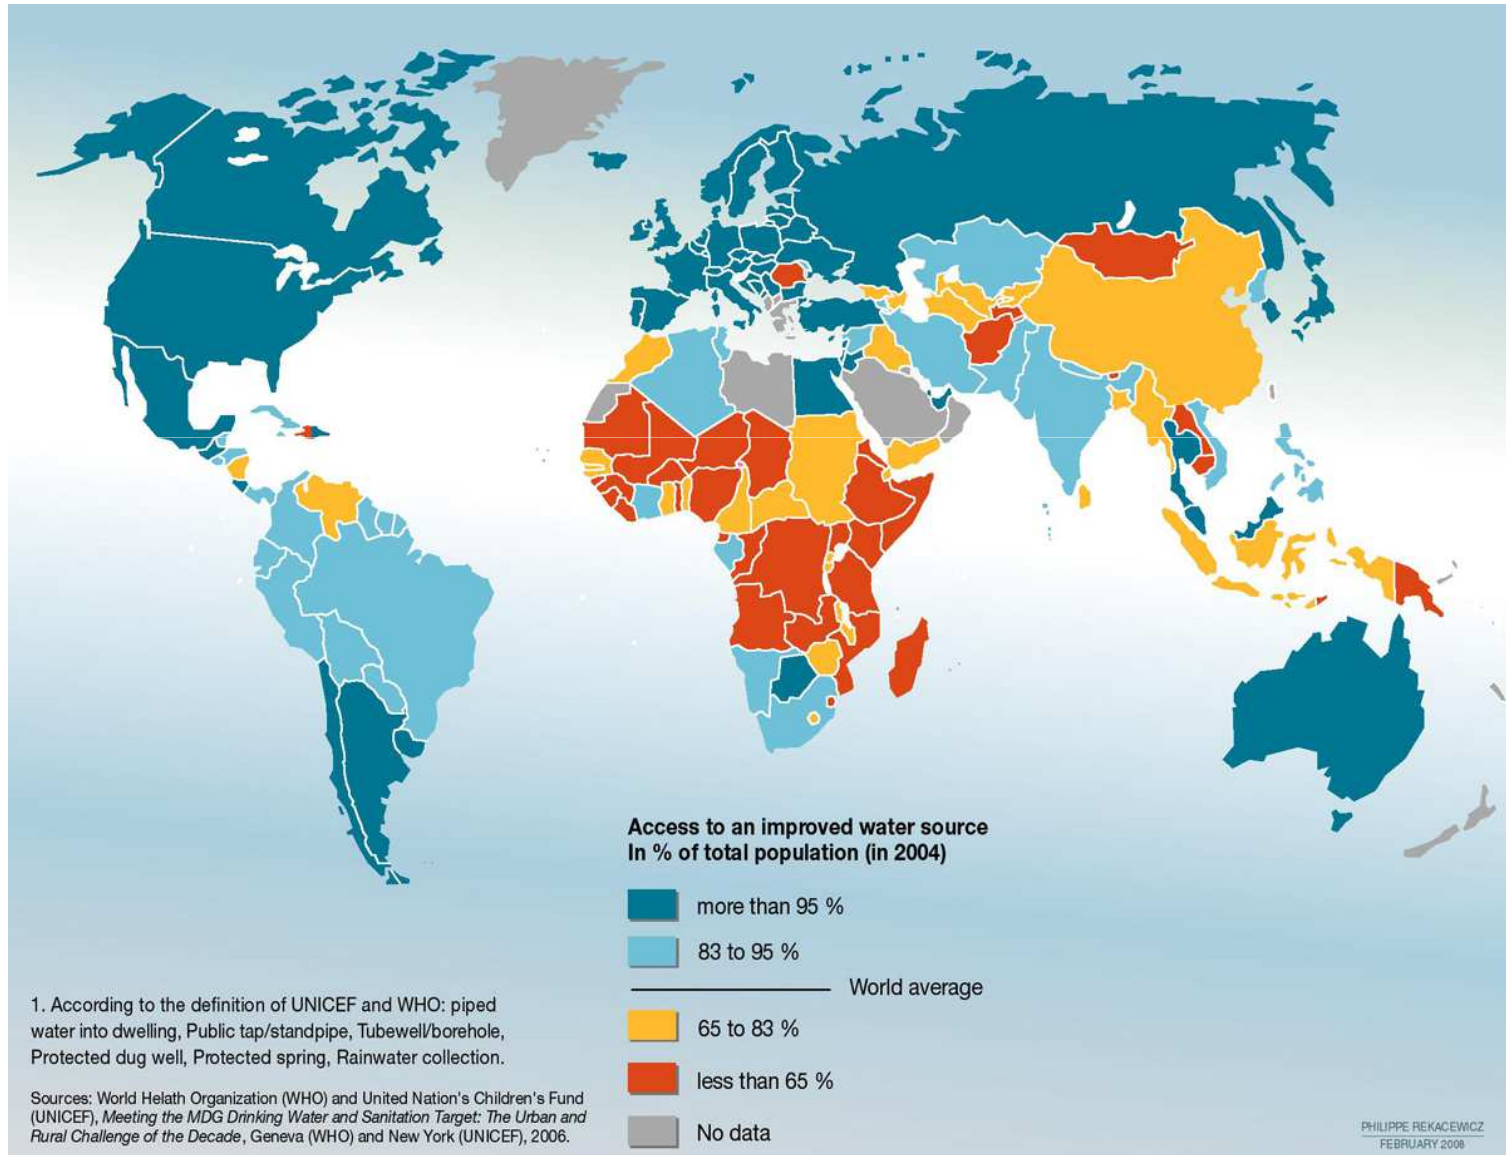 Access to an improved water source
In % of total population (in 2004)
more than 95 %
83 to 95 %
World average
65 to 83 %
less than 65 %
No data
1. According to the definition of UNICEF and WHO: piped
water into dwelling, Public tap/standpipe, Tubewell/borehole,
Protected dug well, Protected spring, Rainwater collection.
Sources: World Helath Organization (WHO) and United Nation's Children's Fund
(UNICEF), Meeting the MDG Drinking Water and Sanitation Target: The Urban and
Rural Challenge of the Decade, Geneva (WHO) and New York (UNICEF), 2006.
PHILIPPE REKACEWICZ
FEBRUARY 2008